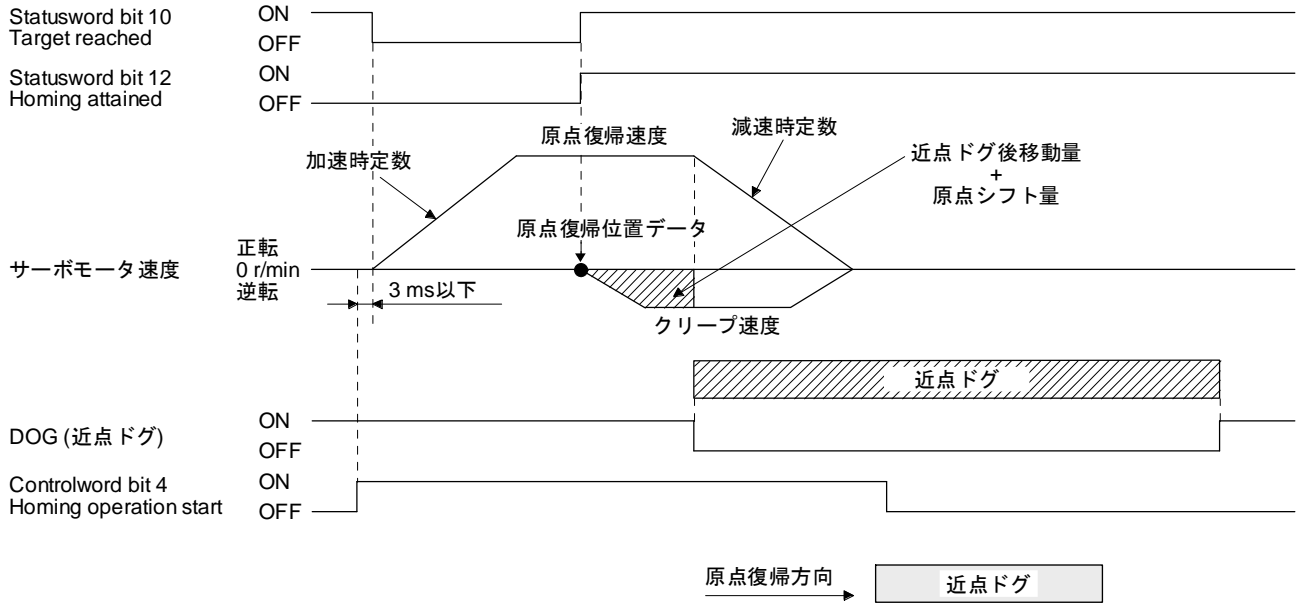 Statusword bit 10
Target reached
ON
OFF
Statusword bit 12
Homing attained
ON
OFF
原点復帰速度
減速時定数
加速時定数
近点ドグ後移動量
+
原点シフト量
原点復帰位置データ
サーボモータ速度
正転
0 r/min
逆転
3 ms以下
クリープ速度
近点ドグ
DOG (近点ドグ)
ON
OFF
Controlword bit 4
Homing operation start
ON
OFF
原点復帰方向
近点ドグ